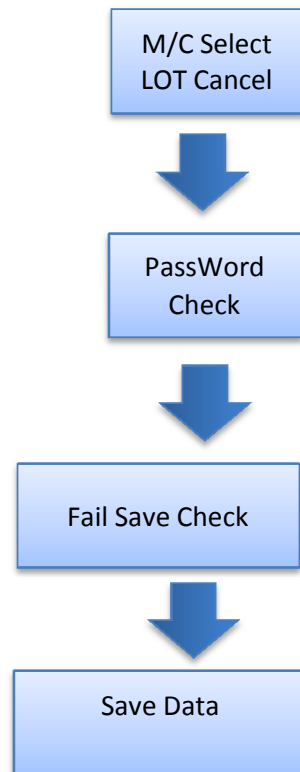 M/C Select
LOT Cancel
PassWord
Check
Fail Save Check
Save Data